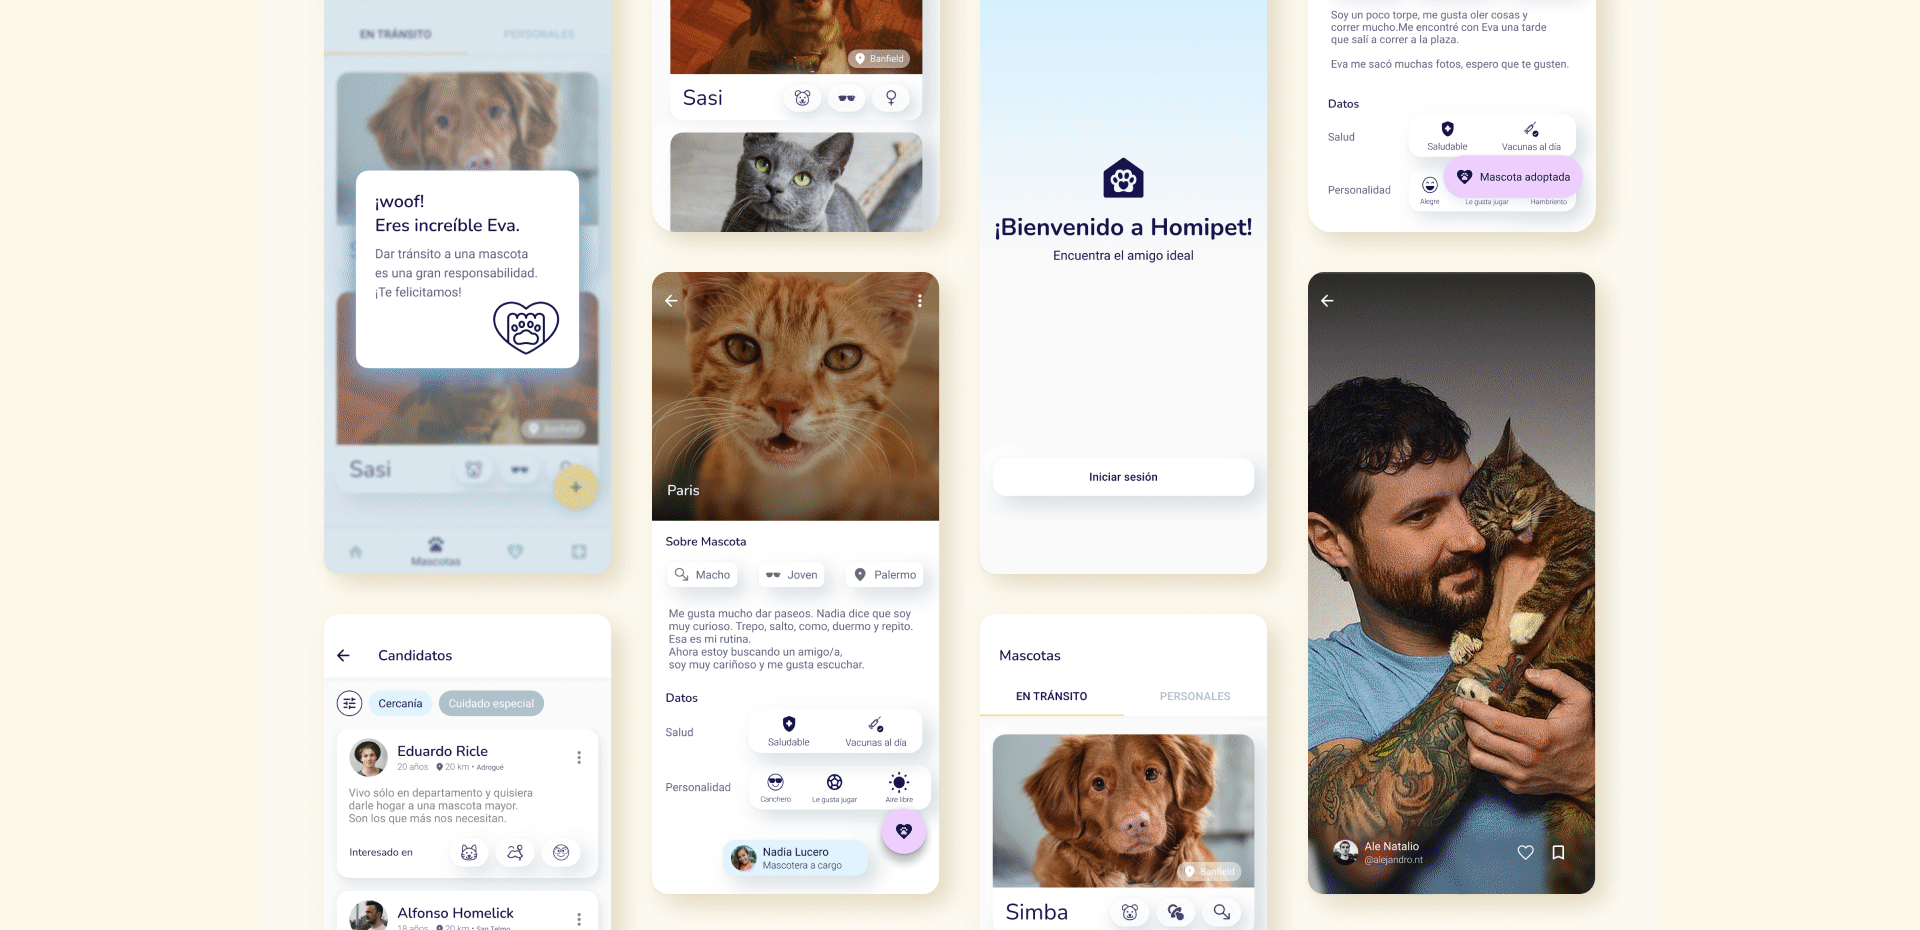 EN TRÁNSITO
PERSONALES
¡woof!
Eres increíble Eva.
Dar tránsito a una mascota
es una gran responsabilidad.
¡Te felicitamos!
Banfield
Sasi
Mascotas
Candidatos
Cercanía
Cuidado especial
Eduardo Ricle
20 años 20 km • Adrogué
Vivo sólo en departamento y quisiera
darle hogar a una mascota mayor.
Son los que más nos necesitan.
Interesado en
Alfonso Homelick
18 años 20 km • San Telmo
Banfield
Sasi
Paris
Sobre Mascota
Macho
Joven
Palermo
Me gusta mucho dar paseos. Nadia dice que soy
muy curioso. Trepo, salto, como, duermo y repito.
Esa es mi rutina.
Ahora estoy buscando un amigo/a,
soy muy cariñoso y me gusta escuchar.
Datos
Salud
Saludable
Vacunas al día
Personalidad
Canchero
Le gusta jugar
Aire libre
Nadia Lucero
Mascotera a cargo
¡Bienvenido a Homipet!
Encuentra el amigo ideal
Iniciar sesión
Mascotas
EN TRÁNSITO
PERSONALES
Banfield
Simba
Soy un poco torpe, me gusta oler cosas y
correr mucho.Me encontré con Eva una tarde
que salí a correr a la plaza.
Eva me sacó muchas fotos, espero que te gusten.
Datos
Salud
Saludable
Vacunas al día
Mascota adoptada
Personalidad
Alegre
Le gusta jugar
Hambriento
Ale Natalio
@alejandro.nt